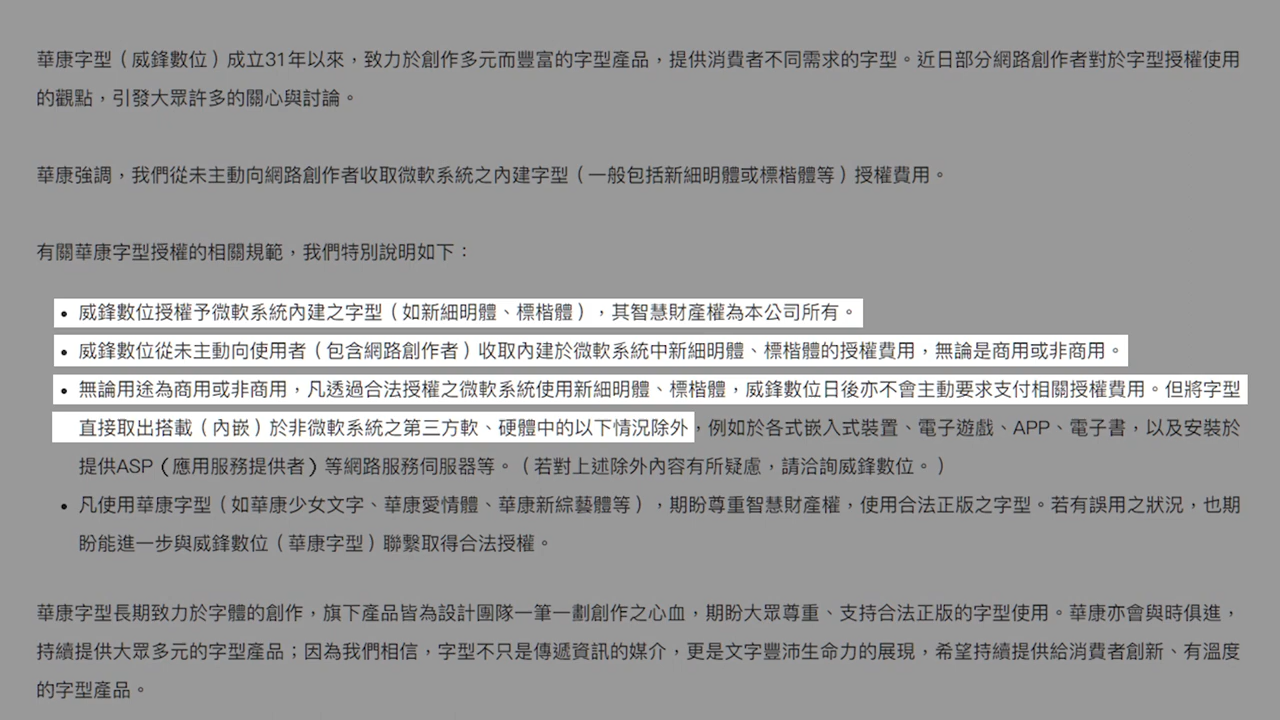 華康字型（威鋒數位）成立31年以來，致力於創作多元而豐富的字型產品，提供消費者不同需求的字型。近日部分網路創作者對於字型授權使用
的觀點，引發大眾許多的關心與討論。
華康強調，我們從未主動向網路創作者收取微軟系統之內建字型（一般包括新細明體或標楷體等）授權費用。
有關華康字型授權的相關規範，我們特別說明如下：
• 威鋒數位授權予微軟系統內建之字型（如新細明體、標楷體），其智慧財產權為本公司所有。
• 威鋒數位從未主動向使用者（包含網路創作者）收取內建於微軟系統中新細明體、標楷體的授權費用，無論是商用或非商用。
• 無論用途為商用或非商用，凡透過合法授權之微軟系統使用新細明體、標楷體，威鋒數位日後亦不會主動要求支付相關授權費用。但將字型
直接取出搭載（內嵌）於非微軟系統之第三方軟、硬體中的以下情況除外，例如於各式嵌入式裝置、電子遊戲、APP、電子書，以及安裝於
提供ASP（應用服務提供者）等網路服務伺服器等。（若對上述除外內容有所疑慮，請洽詢威鋒數位。）
• 凡使用華康字型（如華康少女文字、華康愛情體、華康新綜藝體等），期盼尊重智慧財產權，使用合法正版之字型。若有誤用之狀況，也期
盼能進一步與威鋒數位（華康字型）聯繫取得合法授權。
華康字型長期致力於字體的創作，旗下產品皆為設計團隊一筆一劃創作之心血，期盼大眾尊重、支持合法正版的字型使用。華康亦會與時俱進，
持續提供大眾多元的字型產品；因為我們相信，字型不只是傳遞資訊的媒介，更是文字豐沛生命力的展現，希望持續提供給消費者創新、有溫度
的字型產品。